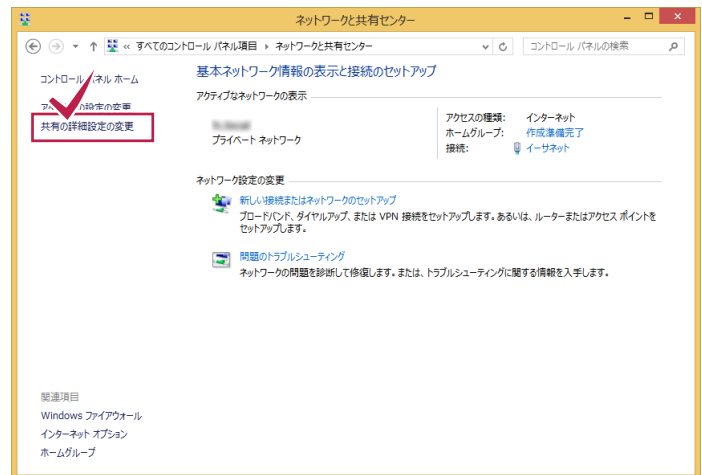 ネットワークと共有センター
« すべてのコントロール パネル項目 ▸ ネットワークと共有センター
コントロール パネルの検索
コントロール パネル ホーム
の設定の変更
共有の詳細設定の変更
基本ネットワーク情報の表示と接続のセットアップ
アクティブなネットワークの表示
プライベート ネットワーク
アクセスの種類: インターネット
ホームグループ: 作成準備完了
接続: イーサネット
ネットワーク設定の変更
新しい接続またはネットワークのセットアップ
ブロードバンド、ダイヤルアップ、または VPN 接続をセットアップします。あるいは、ルーターまたはアクセス ポイントを
セットアップします。
問題のトラブルシューティング
ネットワークの問題を診断して修復します。または、トラブルシューティングに関する情報を入手します。
関連項目
Windows ファイアウォール
インターネット オプション
ホームグループ